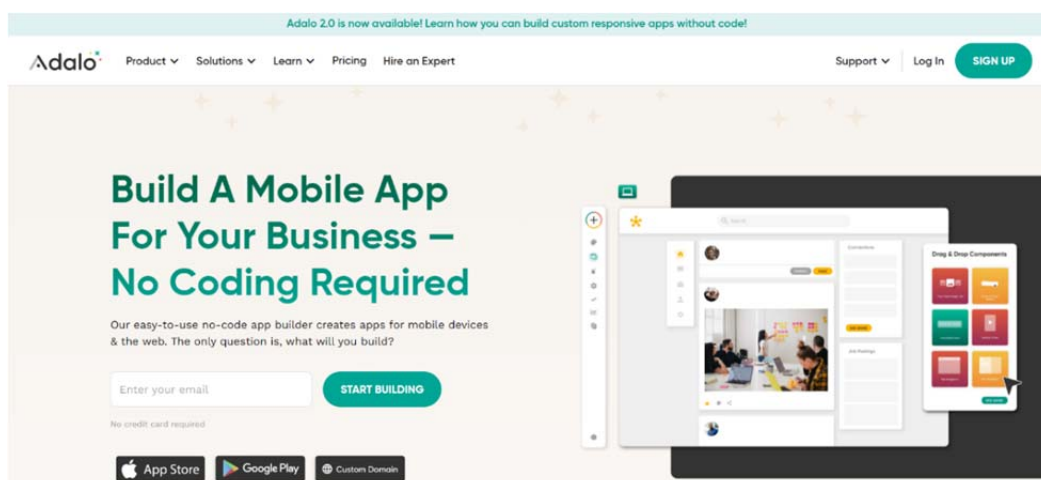 Adalo 2.0 is now available! Learn how you can build custom responsive apps without code!
Adalo
Product
Solutions
Learn
Pricing
Hire an Expert
Support
Log In
SIGN UP
Build A Mobile App
For Your Business —
No Coding Required
Our easy-to-use no-code app builder creates apps for mobile devices
& the web. The only question is, what will you build?
Enter your email
START BUILDING
No credit card required
App Store
Google Play
Custom Domain
Search
Connections
Job Postings
Drag & Drop Components